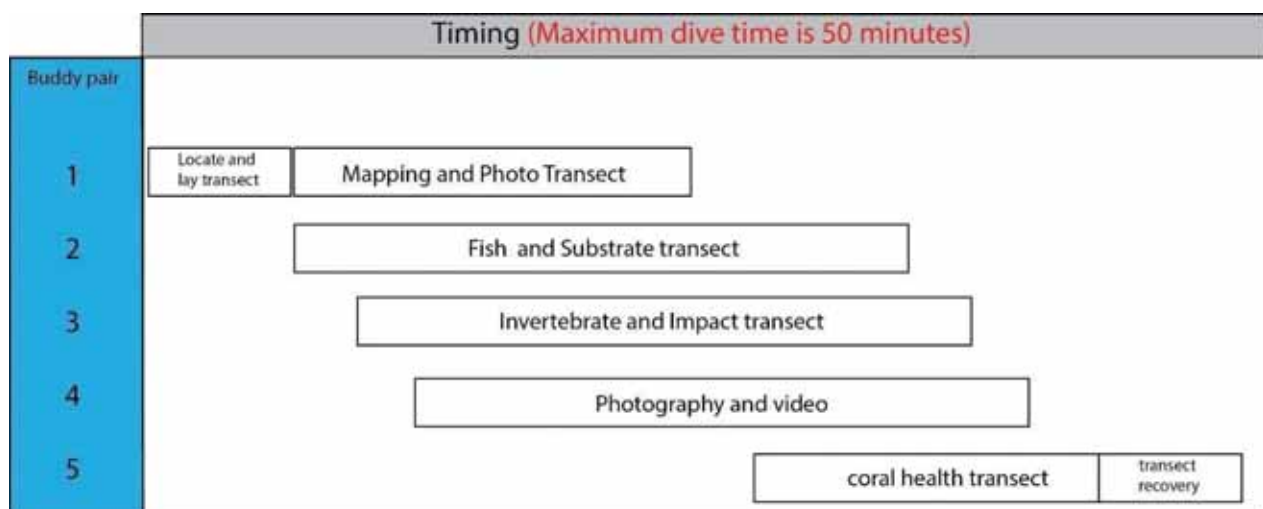 Timing (Maximum dive time is 50 minutes)
Buddy pair
1
Locate and
lay transect
Mapping and Photo Transect
2
Fish and Substrate transect
3
Invertebrate and Impact transect
4
Photography and video
5
coral health transect
transect
recovery